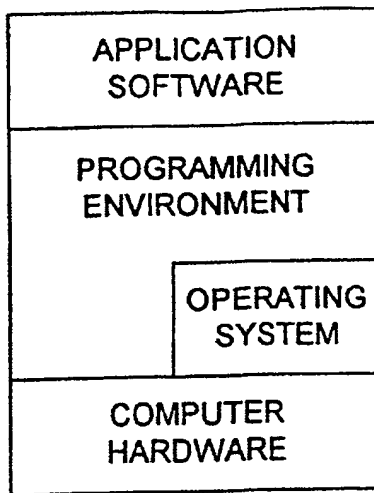 APPLICATION
SOFTWARE
PROGRAMMING
ENVIRONMENT
OPERATING
SYSTEM
COMPUTER
HARDWARE